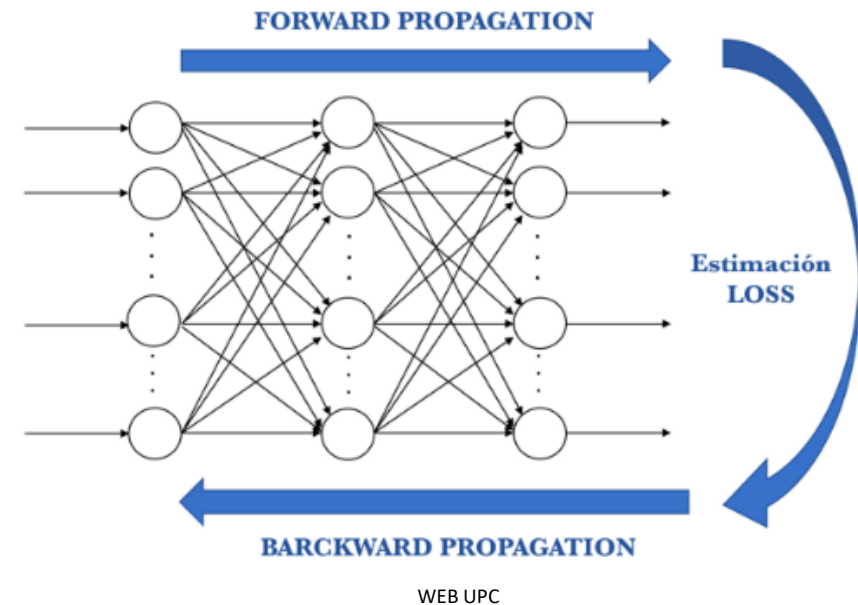 FORWARD PROPAGATION
Estimación
LOSS
BARCKWARD PROPAGATION
WEB UPC